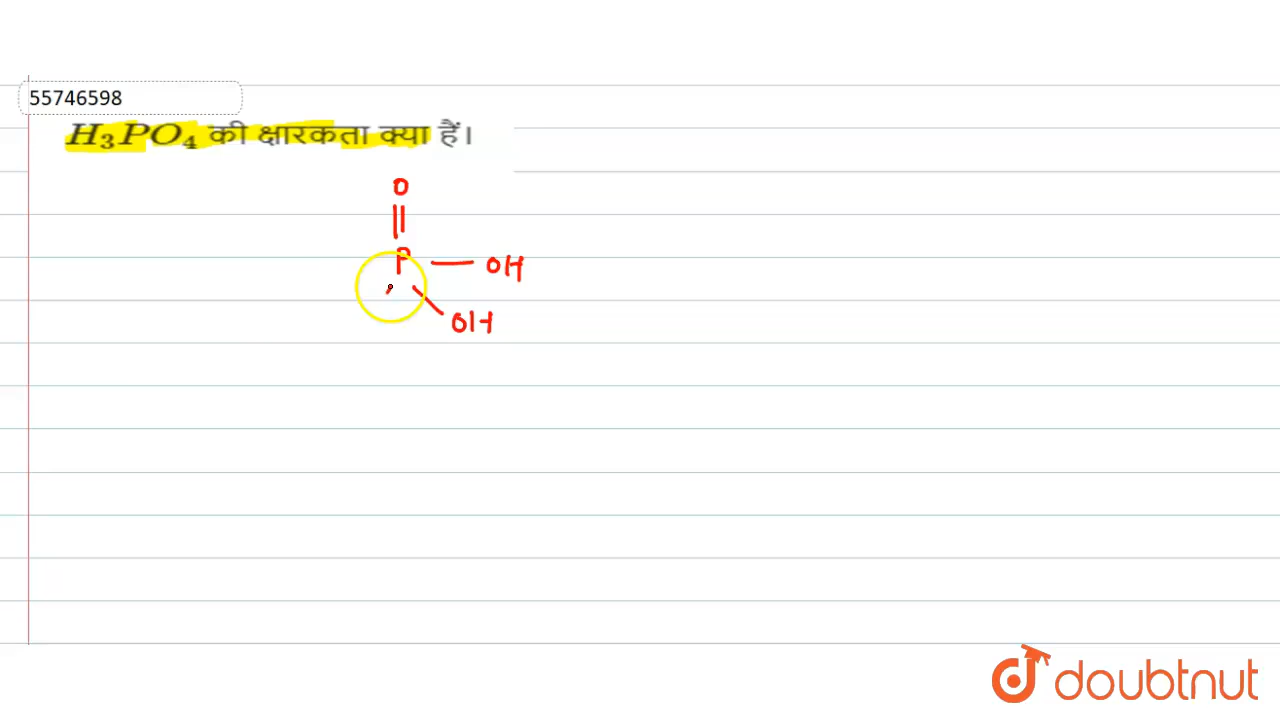 55746598
H₃PO₄ की क्षारकता क्या हैं।
O
P OH
OH
doubtnut